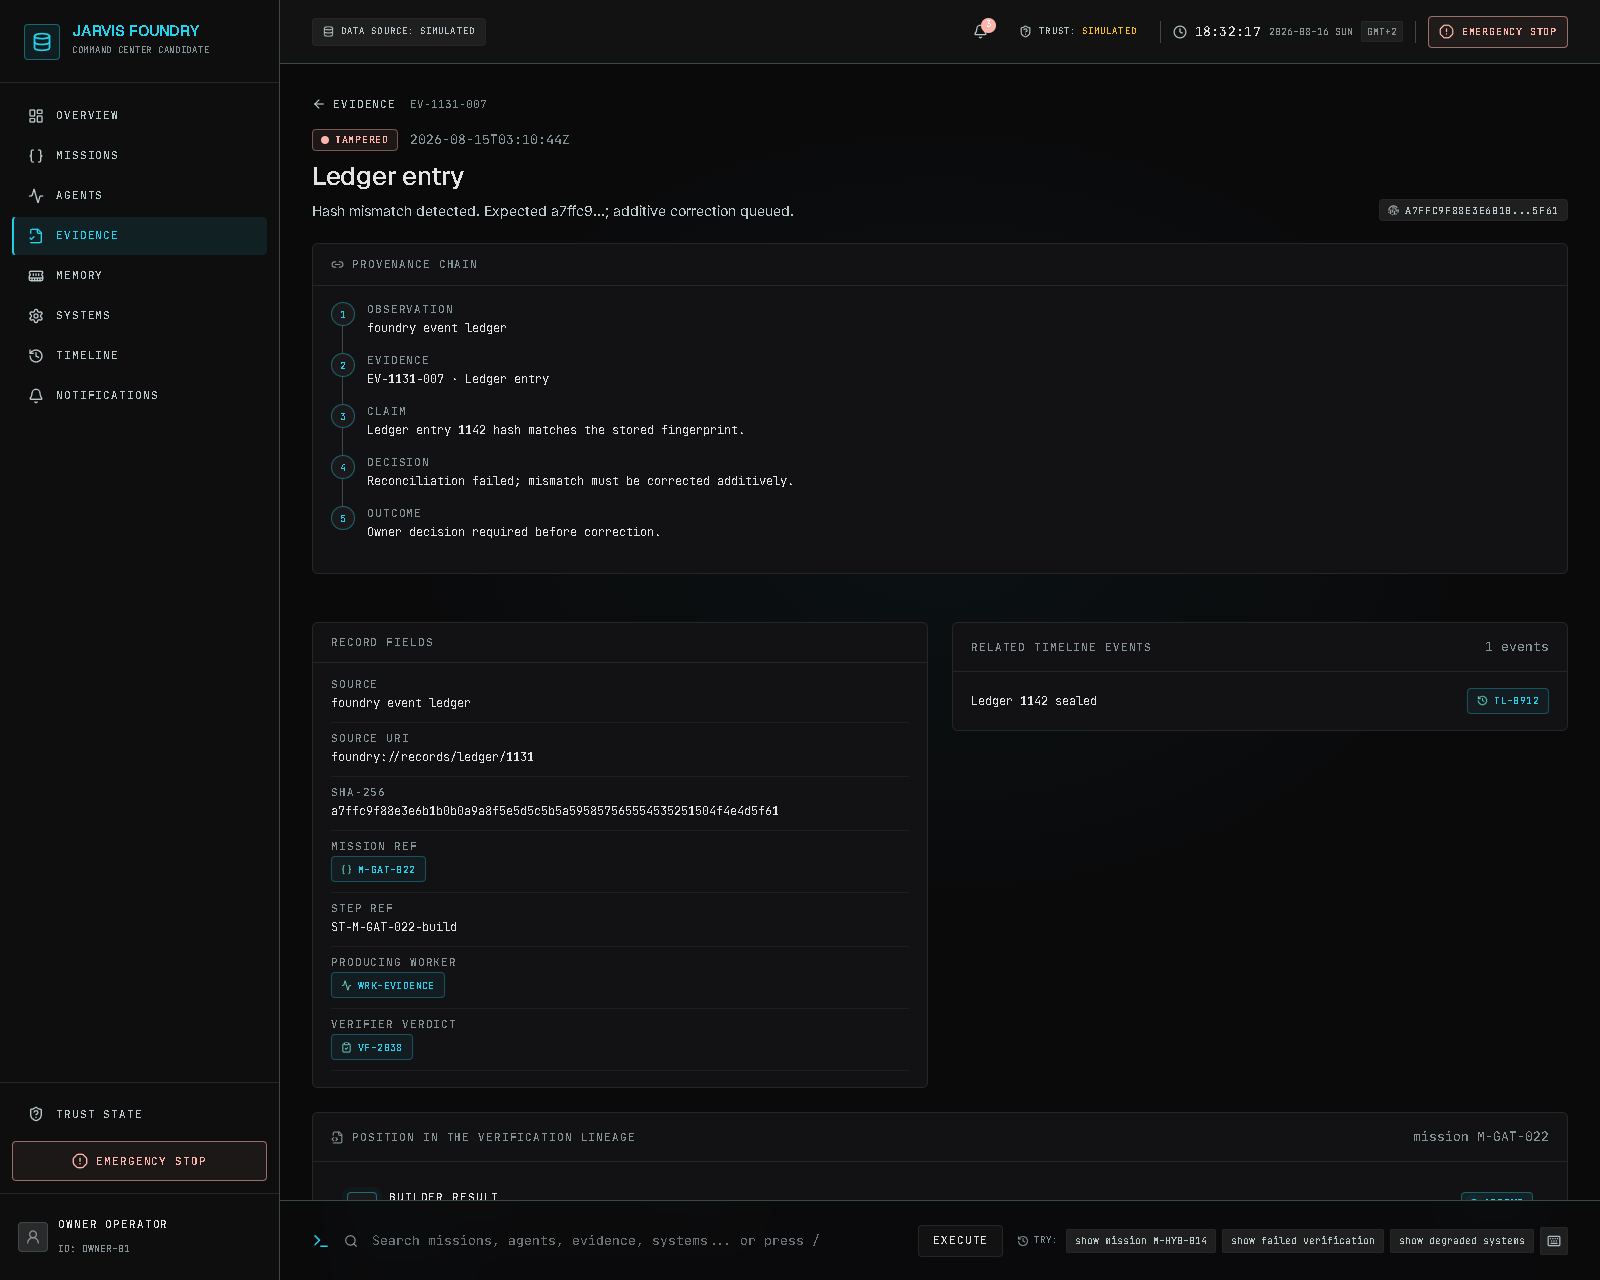 JARVIS FOUNDRY
COMMAND CENTER CANDIDATE
OVERVIEW
MISSIONS
AGENTS
EVIDENCE
MEMORY
SYSTEMS
TIMELINE
NOTIFICATIONS
TRUST STATE
EMERGENCY STOP
OWNER OPERATOR
ID: OWNER-01
DATA SOURCE: SIMULATED
3
TRUST: SIMULATED
18:32:17 2026-08-16 SUN GMT+2
EMERGENCY STOP
EVIDENCE EV-1131-007
TAMPERED 2026-08-15T03:10:44Z
Ledger entry
Hash mismatch detected. Expected a7ffc9...; additive correction queued.
A7FFC9F88E3E6B1B...5F61
PROVENANCE CHAIN
1 OBSERVATION
foundry event ledger
2 EVIDENCE
EV-1131-007 · Ledger entry
3 CLAIM
Ledger entry 1142 hash matches the stored fingerprint.
4 DECISION
Reconciliation failed; mismatch must be corrected additively.
5 OUTCOME
Owner decision required before correction.
RECORD FIELDS
SOURCE
foundry event ledger
SOURCE URI
foundry://records/ledger/1131
SHA-256
a7ffc9f88e3e6b1b0b0a9a8f5e5d5c5b5a595857565554535251504f4e4d5f61
MISSION REF
M-GAT-022
STEP REF
ST-M-GAT-022-build
PRODUCING WORKER
WRK-EVIDENCE
VERIFIER VERDICT
VF-2038
RELATED TIMELINE EVENTS
1 events
Ledger 1142 sealed
TL-8912
POSITION IN THE VERIFICATION LINEAGE
mission M-GAT-022
BUILDER RESULT
Search missions, agents, evidence, systems... or press /
EXECUTE
TRY:
show mission M-HYB-014
show failed verification
show degraded systems